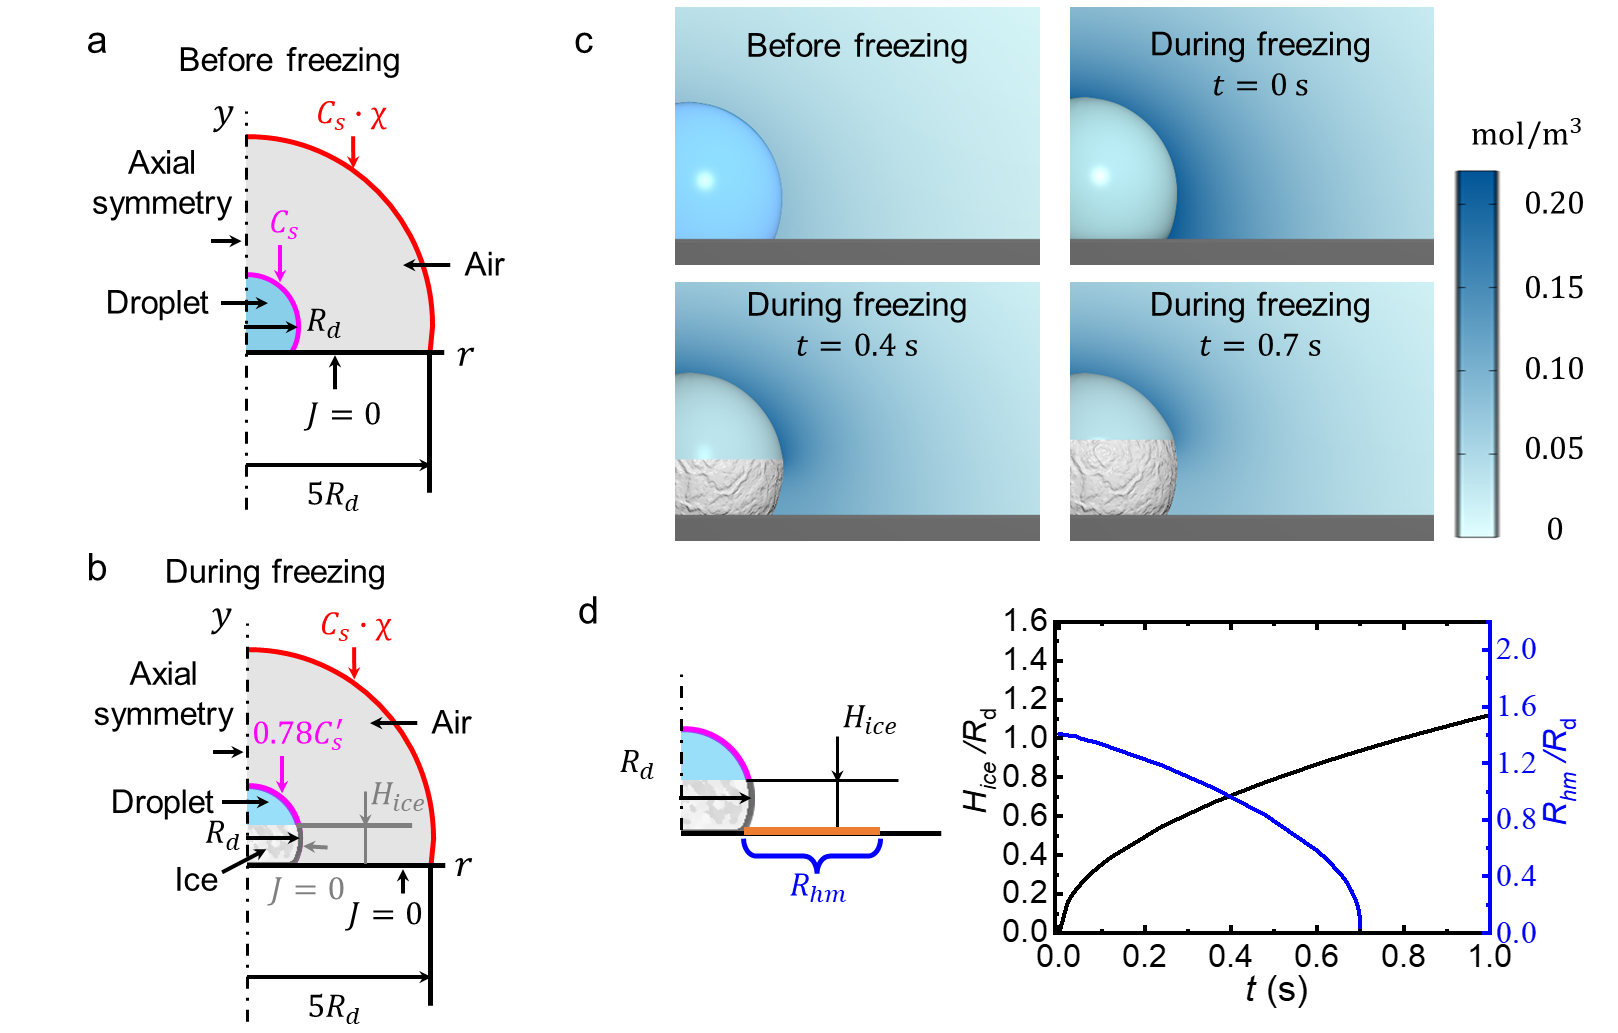 a
Before freezing
y
C_s · χ
Axial
symmetry
C_s
Air
Droplet
R_d
r
J = 0
5R_d
b
During freezing
y
C_s · χ
Axial
symmetry
0.78C_s′
Air
Droplet
H_ice
R_d
Ice
J = 0
r
J = 0
5R_d
c
Before freezing
During freezing
t = 0 s
During freezing
t = 0.4 s
During freezing
t = 0.7 s
mol/m³
0.20
0.15
0.10
0.05
0
d
R_d
H_ice
R_hm
H_ice /R_d
1.6
1.4
1.2
1.0
0.8
0.6
0.4
0.2
0.0
0.0 0.2 0.4 0.6 0.8 1.0
t (s)
2.0
1.6
1.2
0.8
0.4
0.0
R_hm /R_d